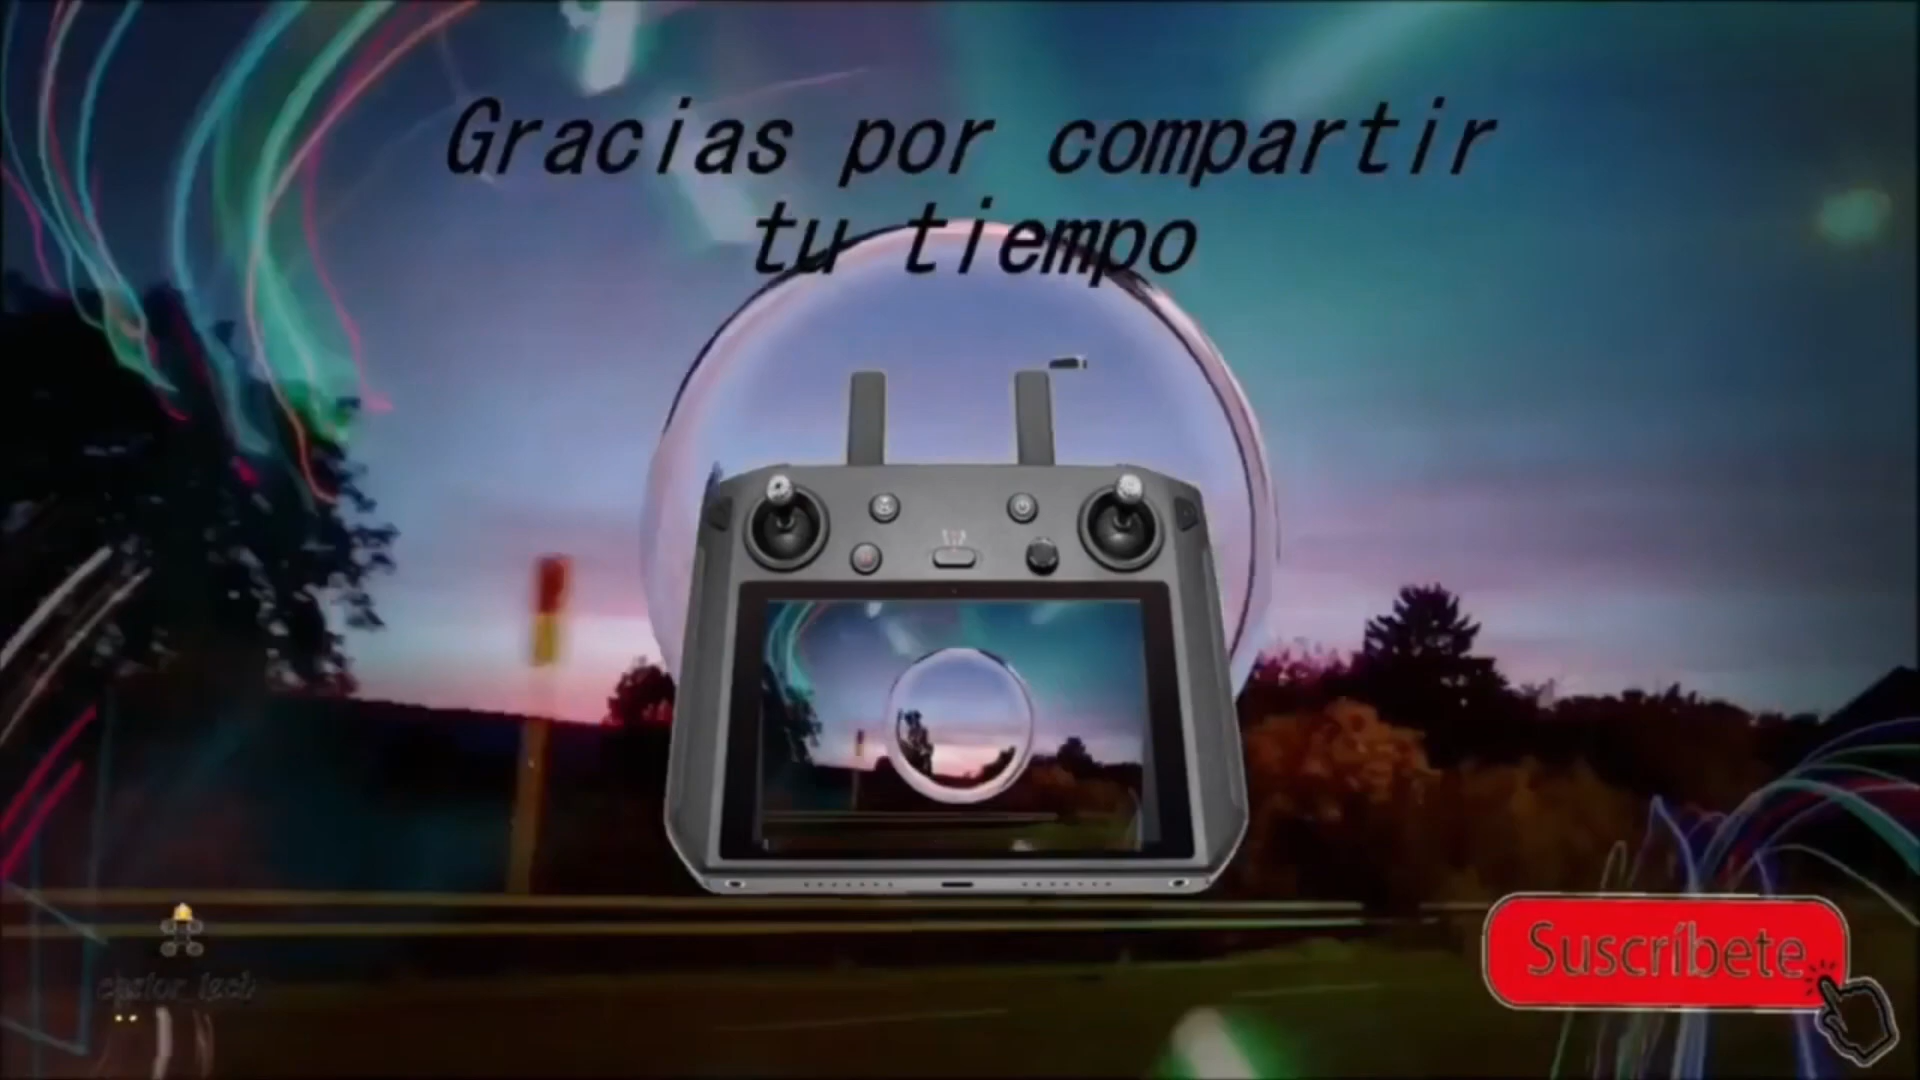 Gracias por compartir
tu tiempo
Suscríbete